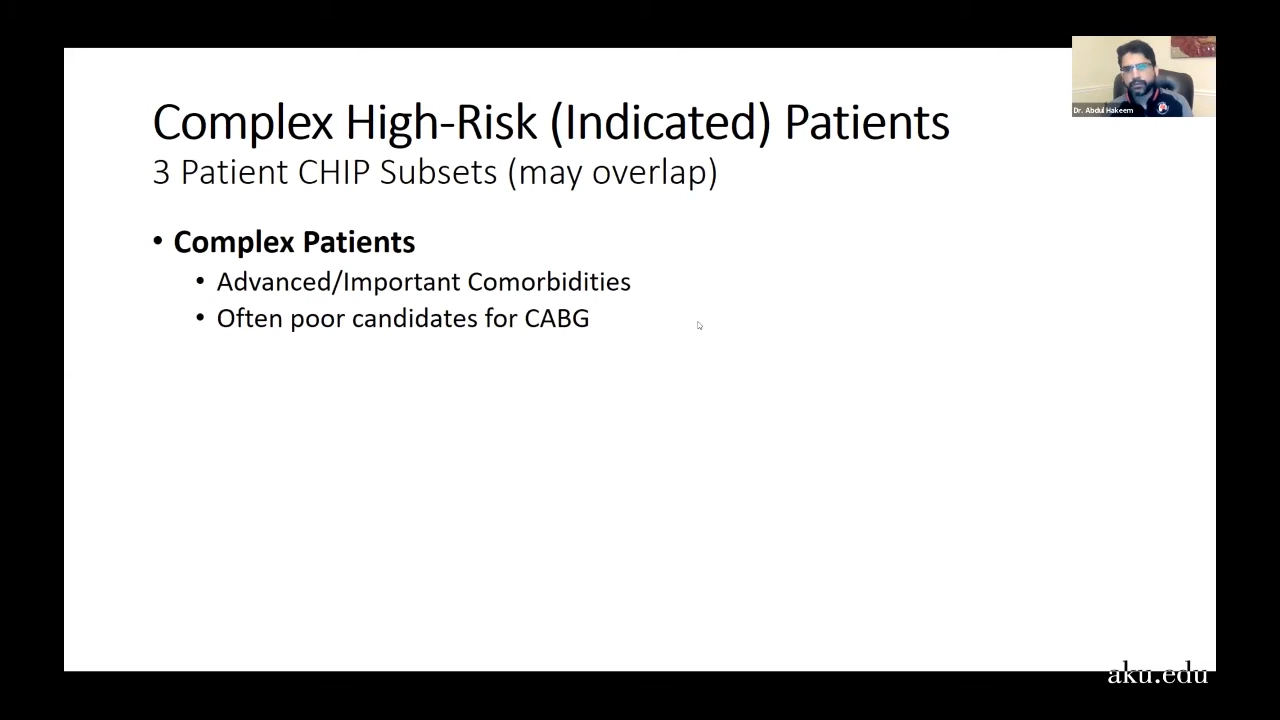 Complex High-Risk (Indicated) Patients
3 Patient CHIP Subsets (may overlap)
• Complex Patients
• Advanced/Important Comorbidities
• Often poor candidates for CABG
Dr. Abdul Hakeem
aku.edu